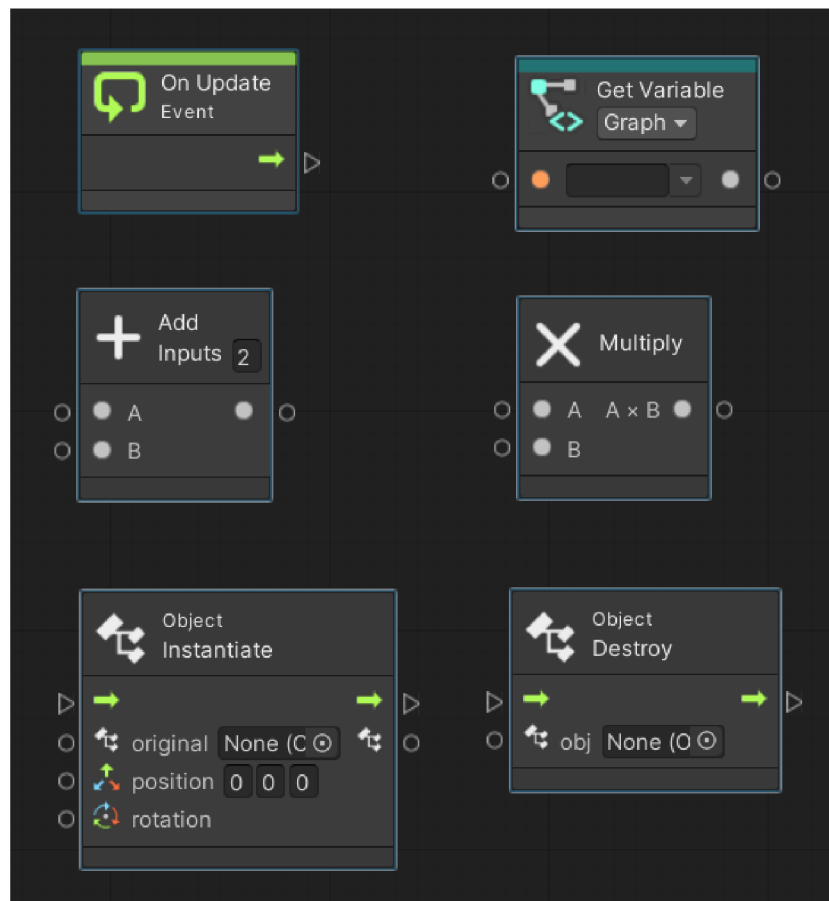 On Update
Event
Get Variable
Graph
Add
Inputs 2
A
B
Multiply
A A × B
B
Object
Instantiate
original None (C
position 0 0 0
rotation
Object
Destroy
obj None (O